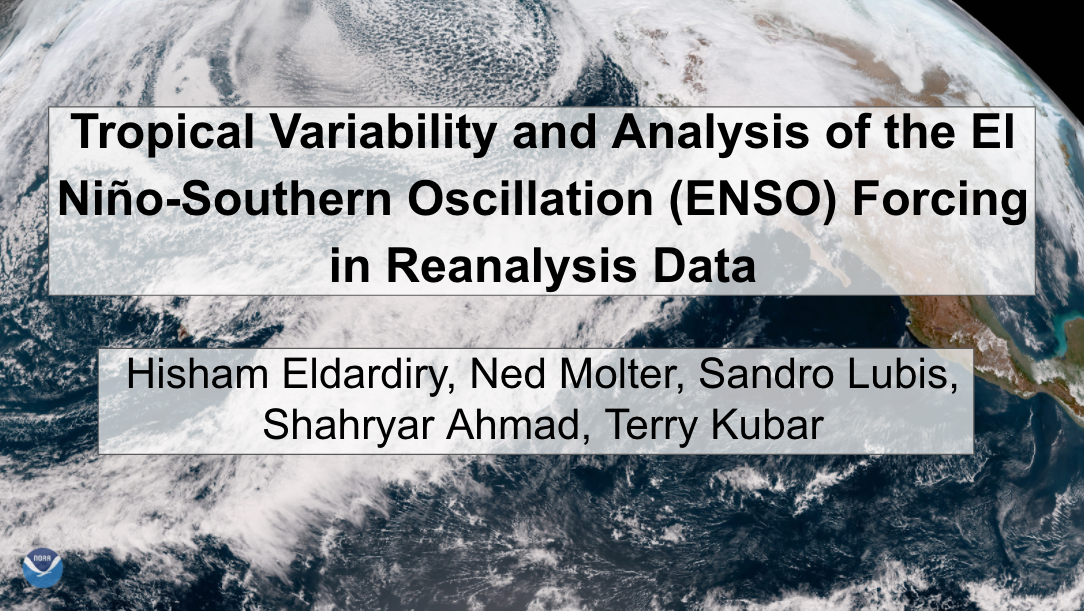 Tropical Variability and Analysis of the El
Niño-Southern Oscillation (ENSO) Forcing
in Reanalysis Data
Hisham Eldardiry, Ned Molter, Sandro Lubis,
Shahryar Ahmad, Terry Kubar
NOAA